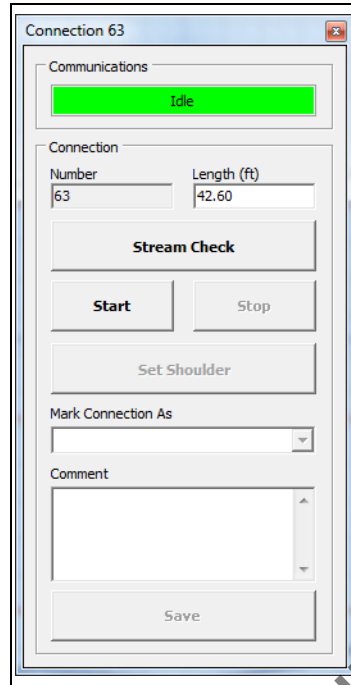 Connection 63
Communications
Idle
Connection
Number Length (ft)
63 42.60
Stream Check
Start Stop
Set Shoulder
Mark Connection As
Comment
Save